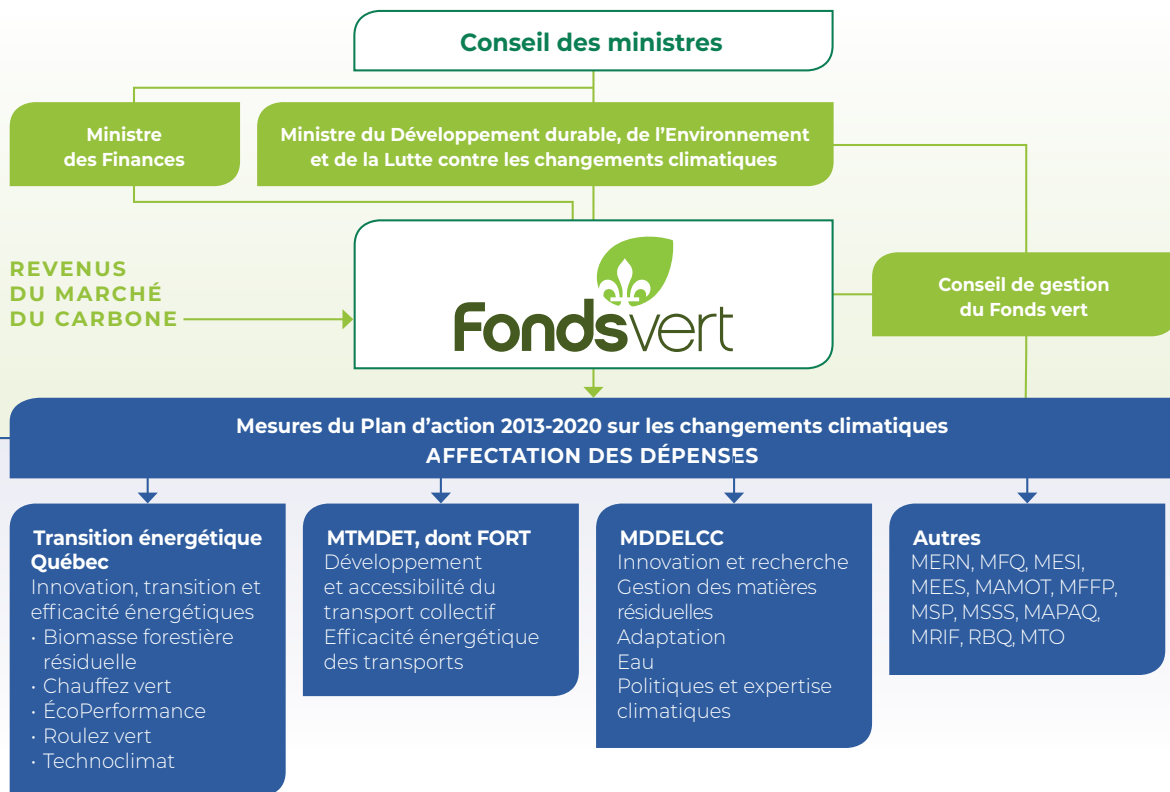 Conseil des ministres
Ministre
des Finances
Ministre du Développement durable, de l'Environnement
et de la Lutte contre les changements climatiques
REVENUS
DU MARCHÉ
DU CARBONE
Fondsvert
Conseil de gestion
du Fonds vert
Mesures du Plan d'action 2013-2020 sur les changements climatiques
AFFECTATION DES DÉPENSES
Transition énergétique
Québec
Innovation, transition et
efficacité énergétiques
· Biomasse forestière
résiduelle
· Chauffez vert
· ÉcoPerformance
· Roulez vert
· Technoclimat
MTMDET, dont FORT
Développement
et accessibilité du
transport collectif
Efficacité énergétique
des transports
MDDELCC
Innovation et recherche
Gestion des matières
résiduelles
Adaptation
Eau
Politiques et expertise
climatiques
Autres
MERN, MFQ, MESI,
MEES, MAMOT, MFFP,
MSP, MSSS, MAPAQ,
MRIF, RBQ, MTO